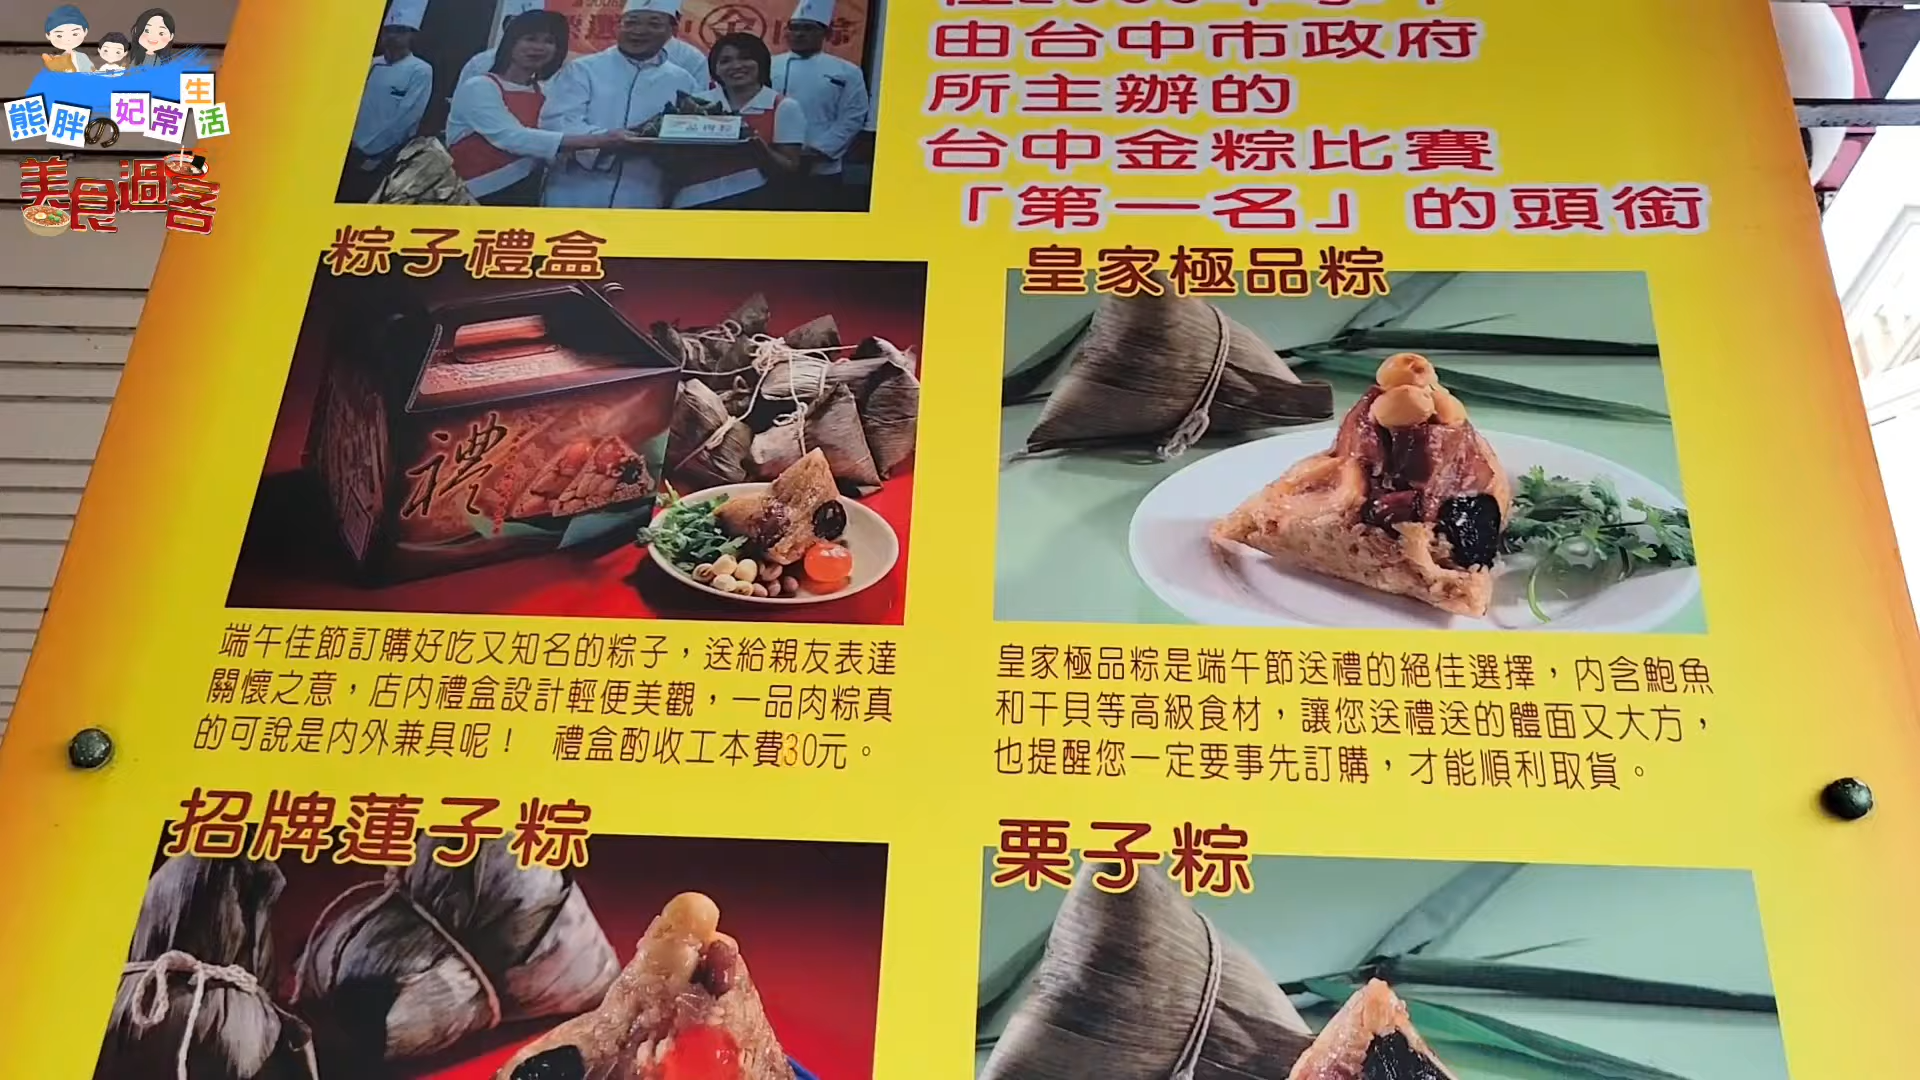 熊胖の妃常生活
美食過客
由台中市政府
所主辦的
台中金粽比賽
「第一名」的頭銜
粽子禮盒
皇家極品粽
禮
端午佳節訂購好吃又知名的粽子，送給親友表達
關懷之意，店內禮盒設計輕便美觀，一品肉粽真
的可說是內外兼具呢！ 禮盒酌收工本費30元。
皇家極品粽是端午節送禮的絕佳選擇，內含鮑魚
和干貝等高級食材，讓您送禮送的體面又大方，
也提醒您一定要事先訂購，才能順利取貨。
招牌蓮子粽
栗子粽